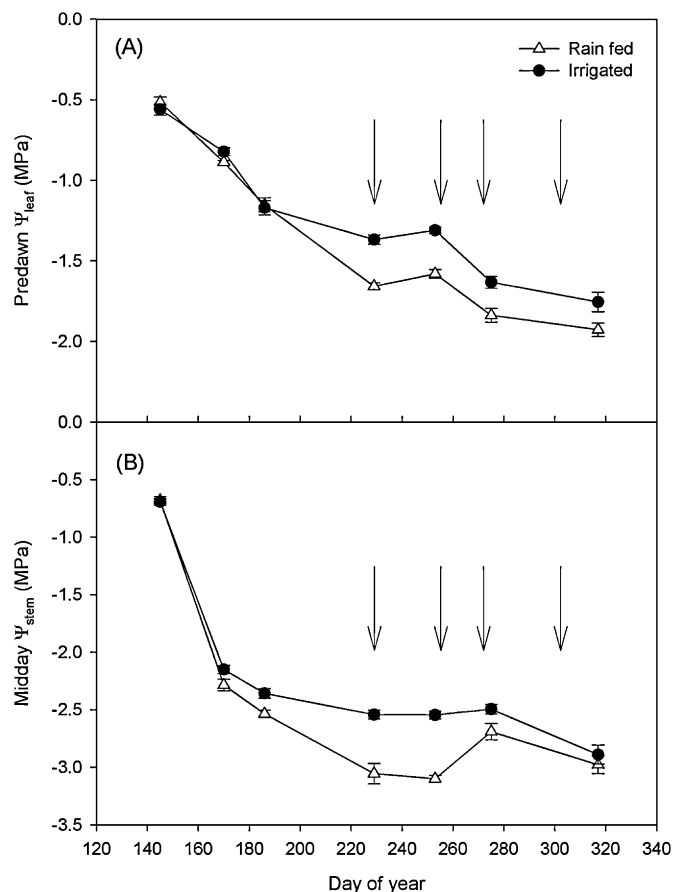 0.0
(A)
Rain fed
Irrigated
-0.5
-1.0
-1.5
-2.0
Predawn Ψleaf (MPa)
0.0
(B)
-0.5
-1.0
-1.5
-2.0
-2.5
-3.0
-3.5
Midday Ψstem (MPa)
120 140 160 180 200 220 240 260 280 300 320 340
Day of year